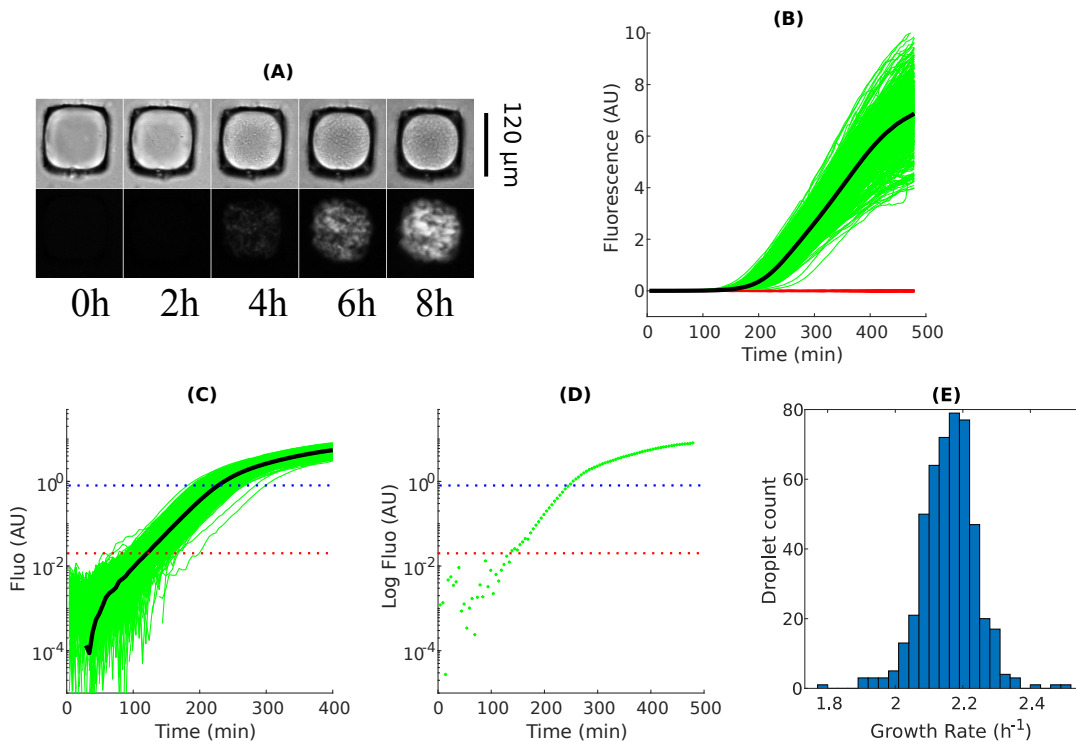 (A)
120 μm
0h 2h 4h 6h 8h
(B)
Fluorescence (AU)
10
8
6
4
2
0
0 100 200 300 400 500
Time (min)
(C)
Fluo (AU)
10^0
10^-2
10^-4
0 100 200 300 400
Time (min)
(D)
Log Fluo (AU)
10^0
10^-2
10^-4
0 100 200 300 400 500
Time (min)
(E)
Droplet count
80
60
40
20
0
1.8 2 2.2 2.4
Growth Rate (h^-1)